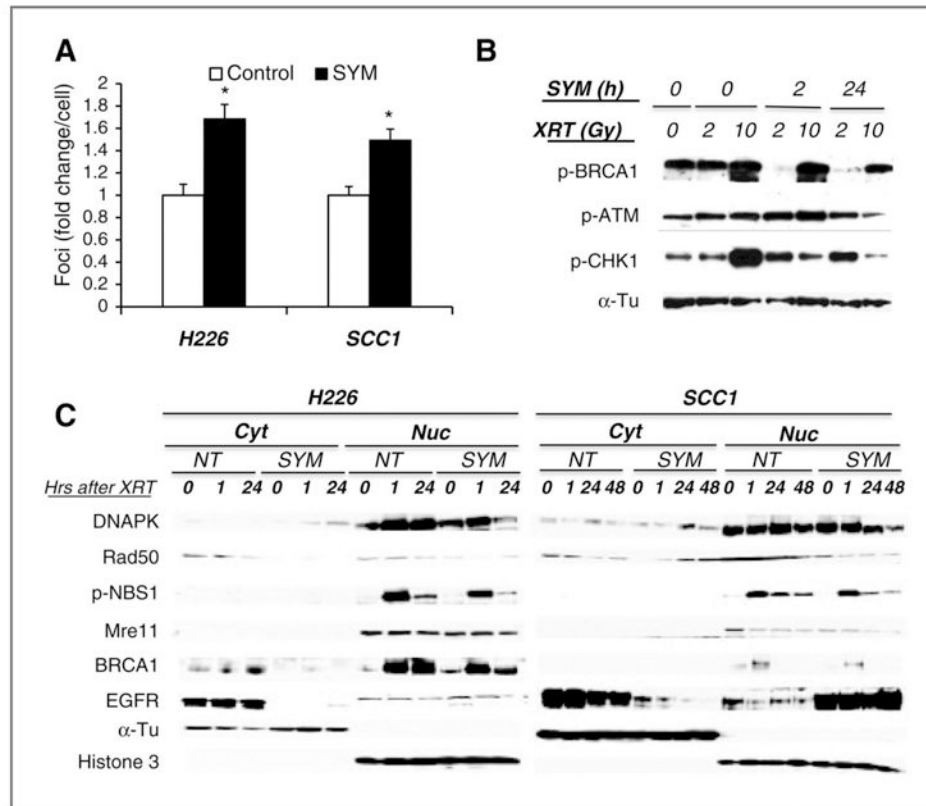 A
Control SYM
2
1.8
1.6
1.4
1.2
1
0.8
0.6
0.4
0.2
0
Foci (fold change/cell)
* *
H226 SCC1
B
SYM (h) 0 0 2 24
XRT (Gy) 0 2 10 2 10 2 10
p-BRCA1
p-ATM
p-CHK1
α-Tu
C
H226 SCC1
Cyt Nuc Cyt Nuc
NT SYM NT SYM NT SYM NT SYM
Hrs after XRT 0 1 24 0 1 24 0 1 24 0 1 24 0 1 24 48 0 1 24 48 0 1 24 48 0 1 24 48
DNAPK
Rad50
p-NBS1
Mre11
BRCA1
EGFR
α-Tu
Histone 3